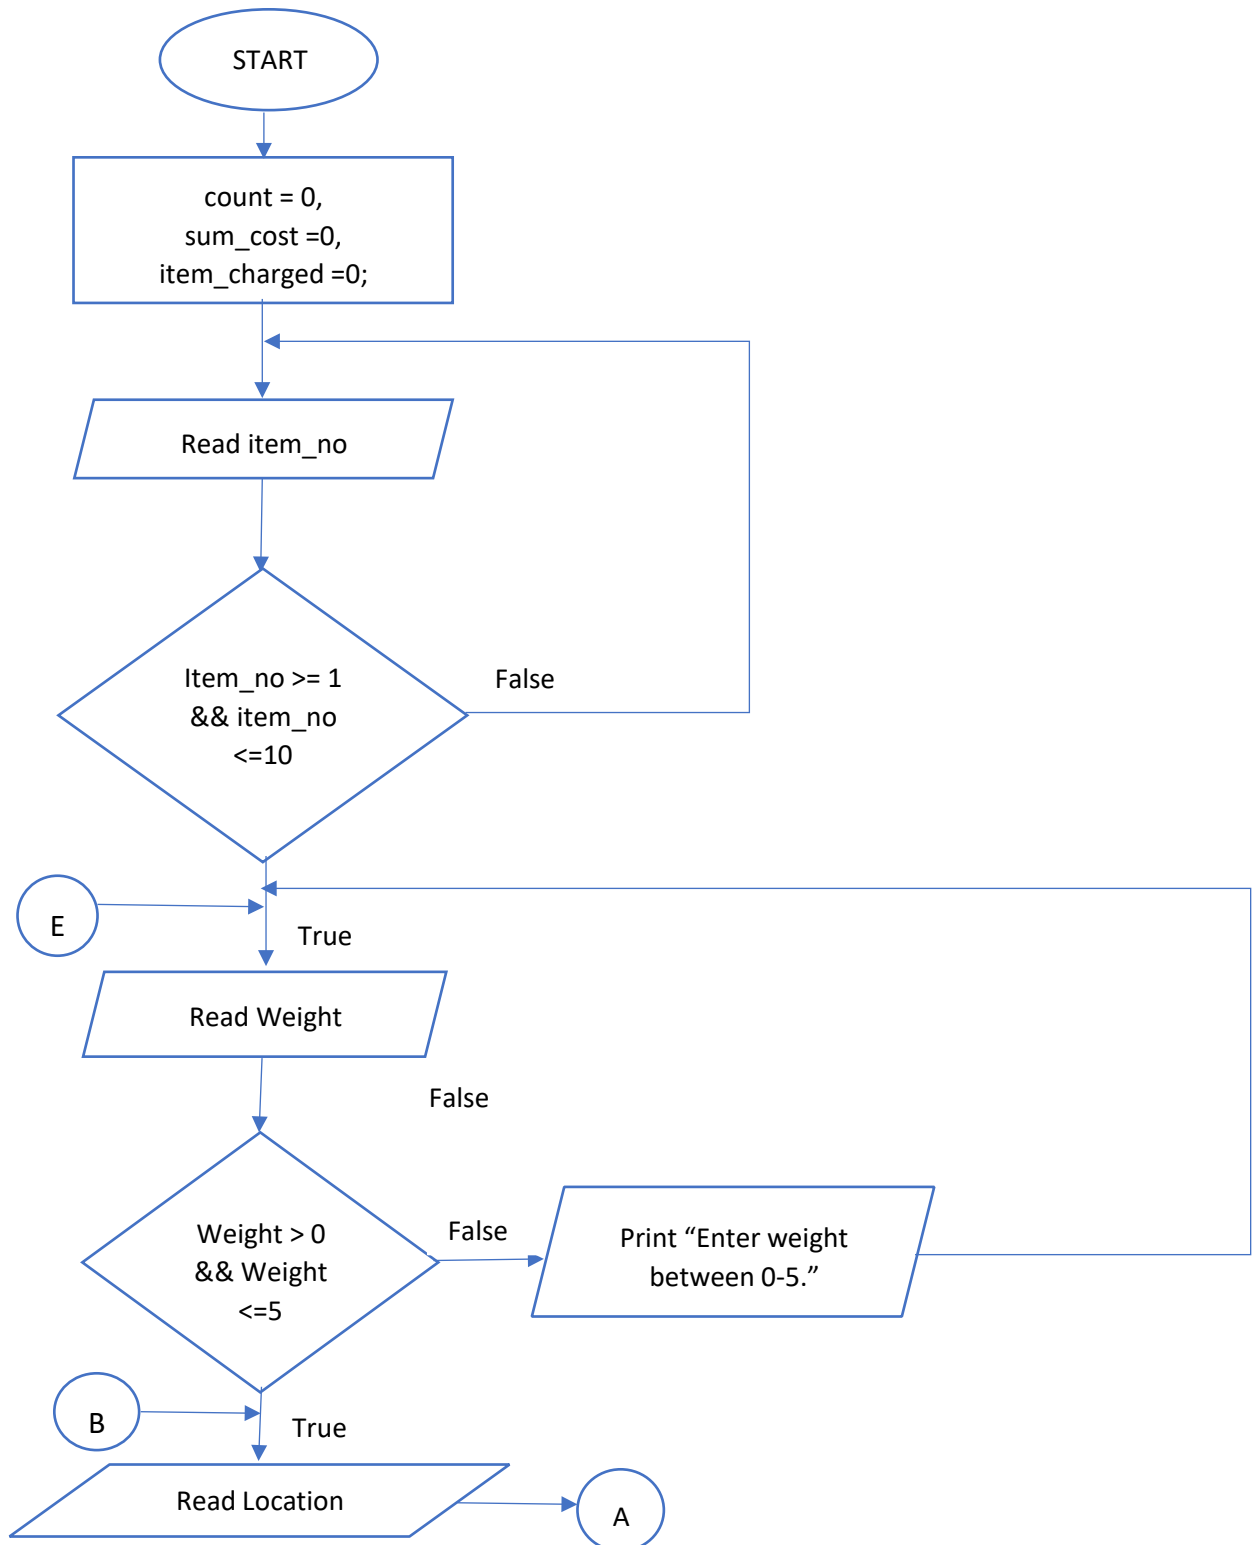 START
count = 0,
sum_cost =0,
item_charged =0;
Read item_no
Item_no >= 1
&& item_no
<=10
False
E
True
Read Weight
False
Weight > 0
&& Weight
<=5
False
Print “Enter weight
between 0-5.”
B
True
Read Location
A